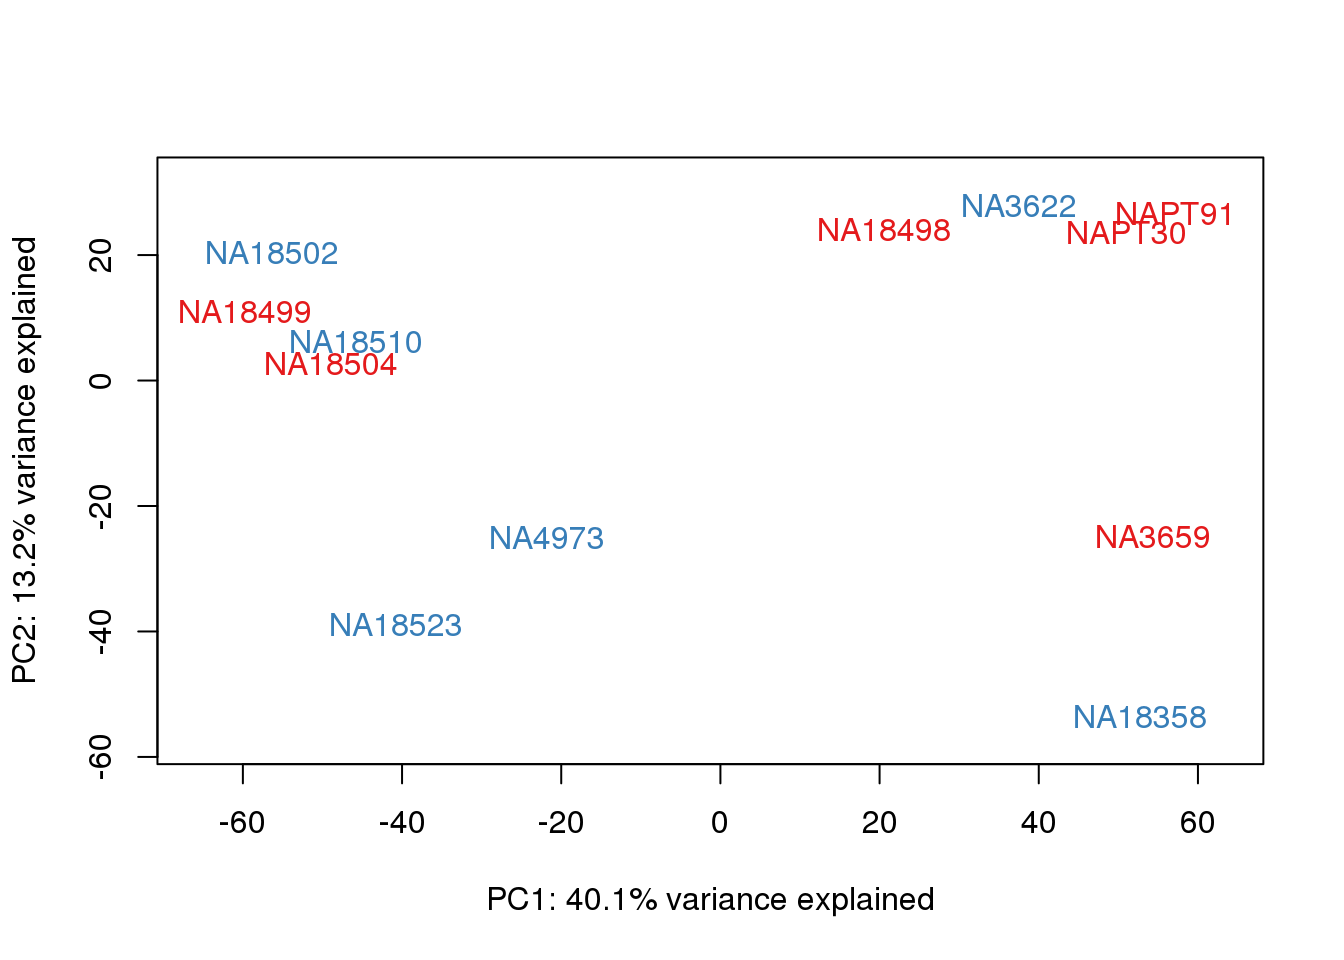 PC2: 13.2% variance explained
20
0
-20
-40
-60
NA18502
NA18499
NA18510
NA18504
NA4973
NA18523
NA18498
NA3622
NAPT91
NAPT30
NA3659
NA18358
-60 -40 -20 0 20 40 60
PC1: 40.1% variance explained